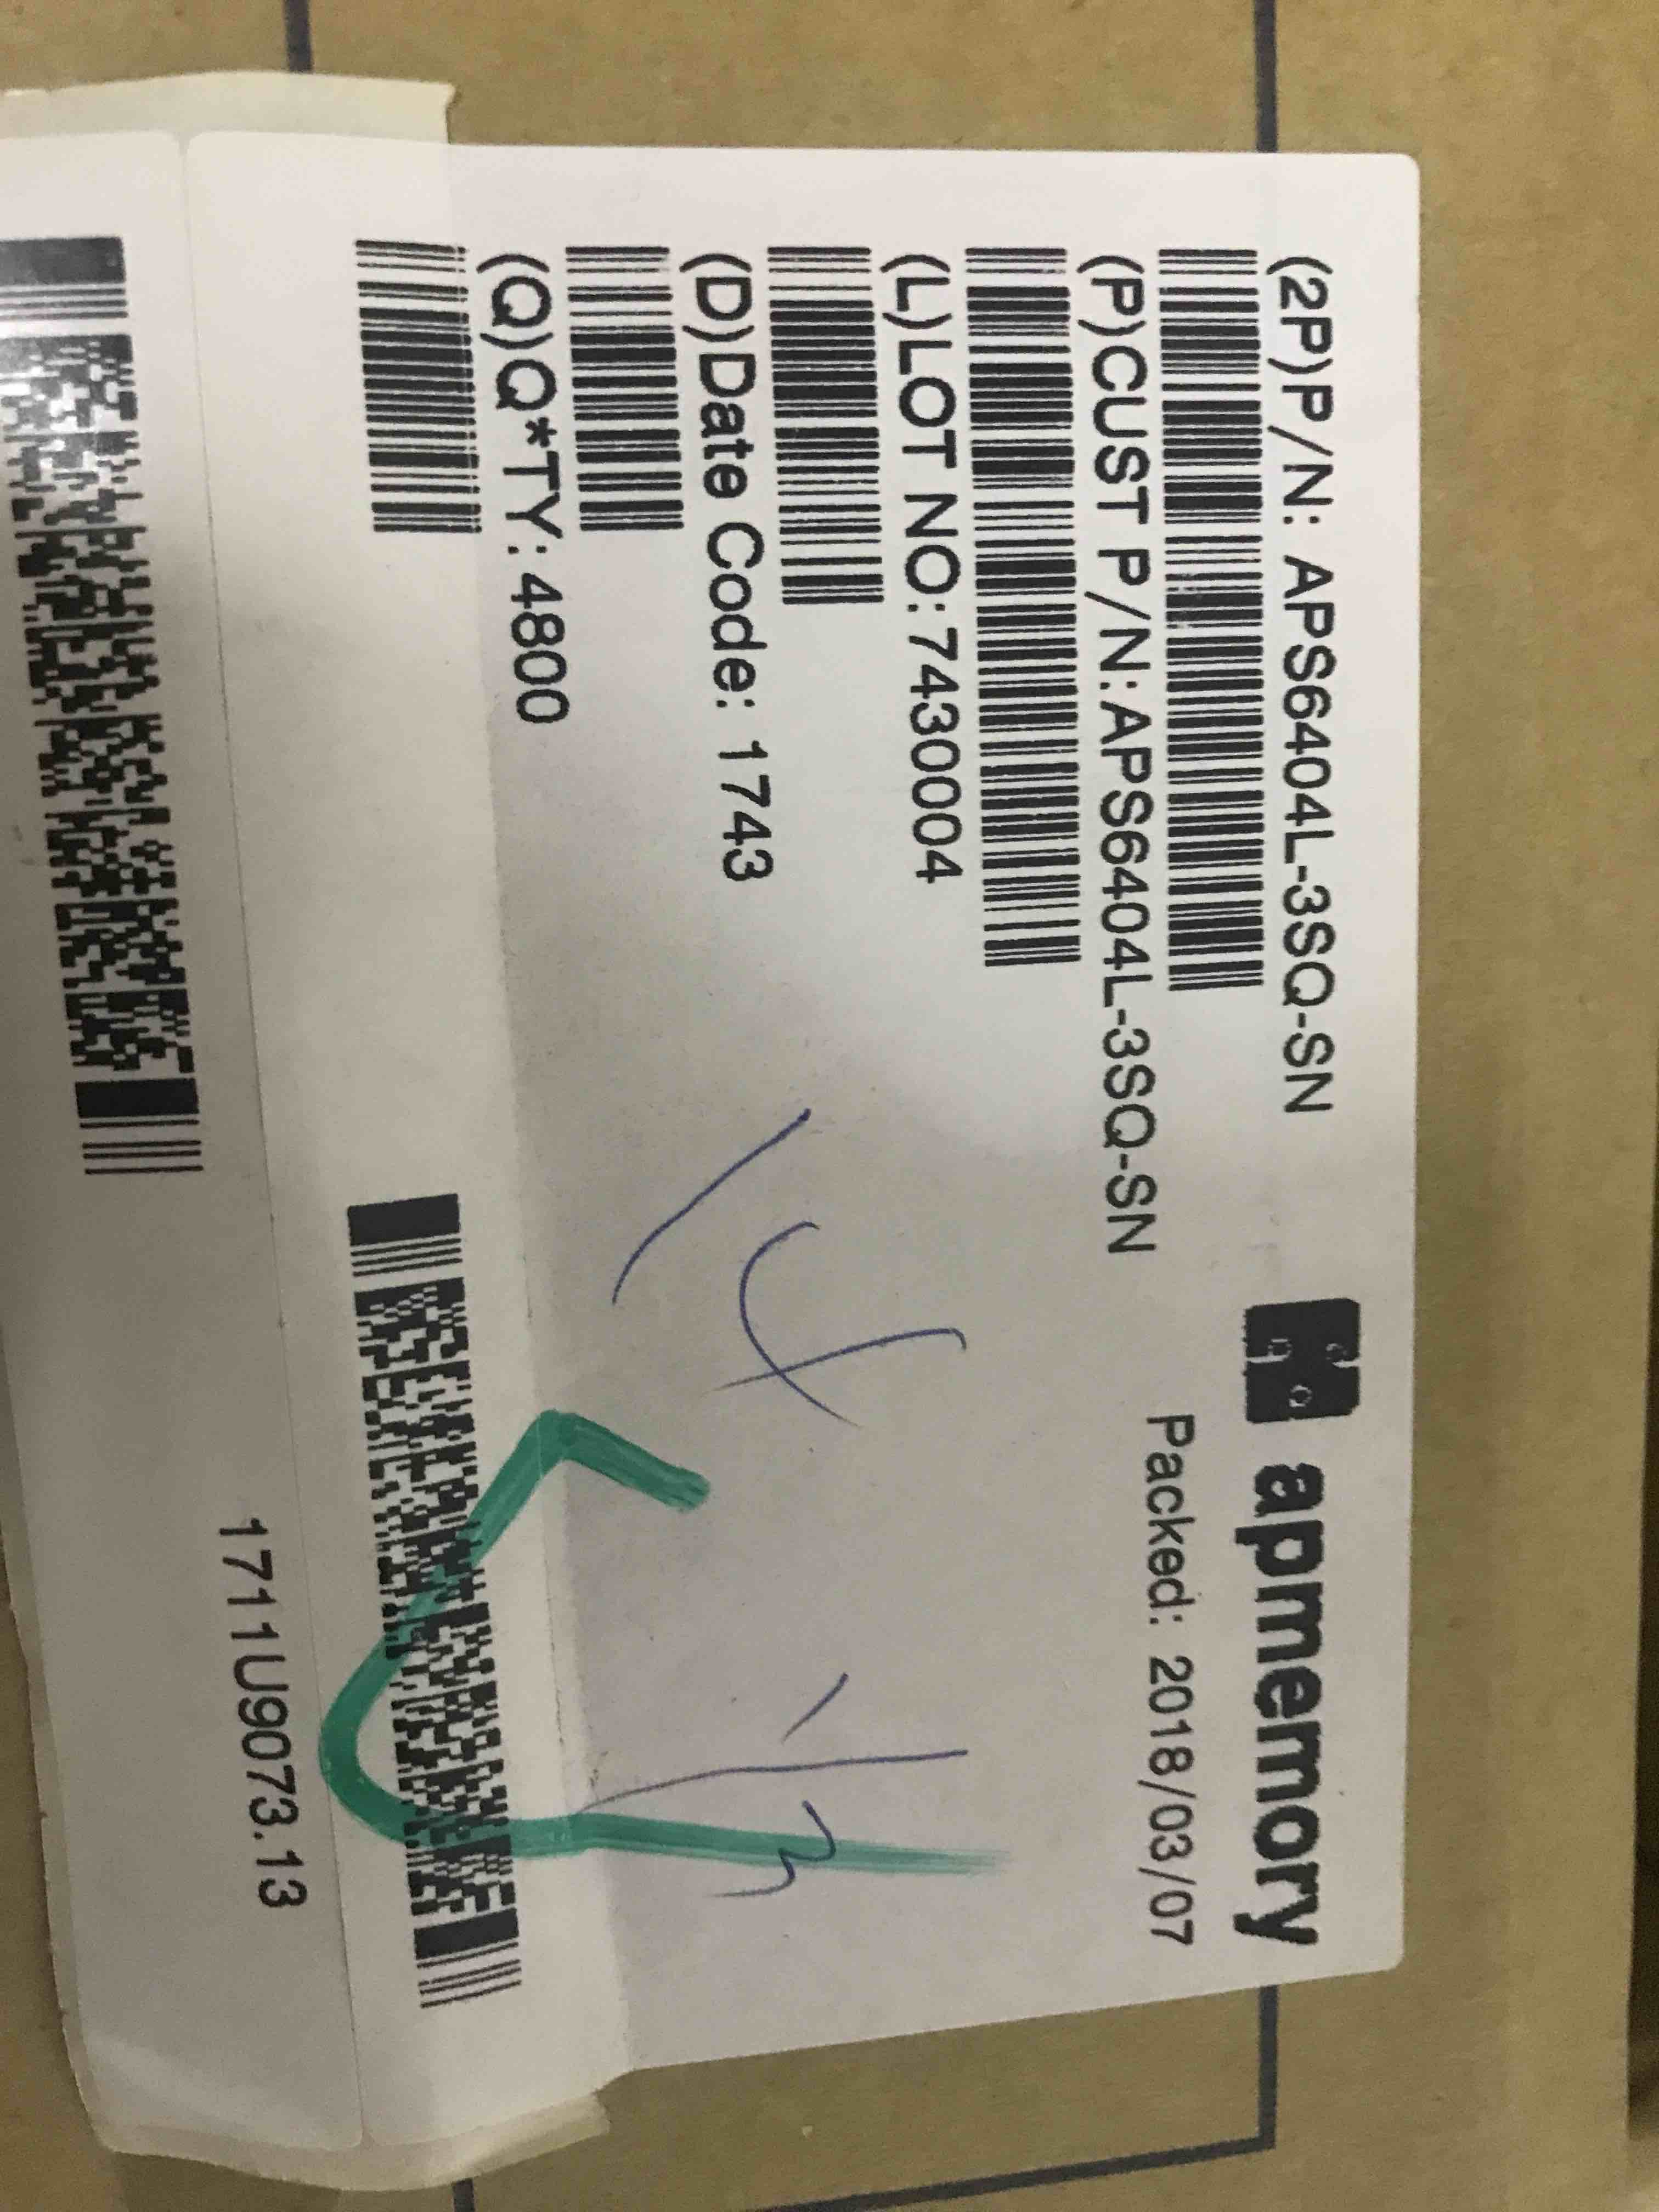 (2P)P/N: APS6404L-3SQ-SN
apmemory
(P)CUST P/N:APS6404L-3SQ-SN
Packed: 2018/03/07
(L)LOT NO:7430004
(D)Date Code: 1743
(Q)Q*TY:4800
1711U9073.13